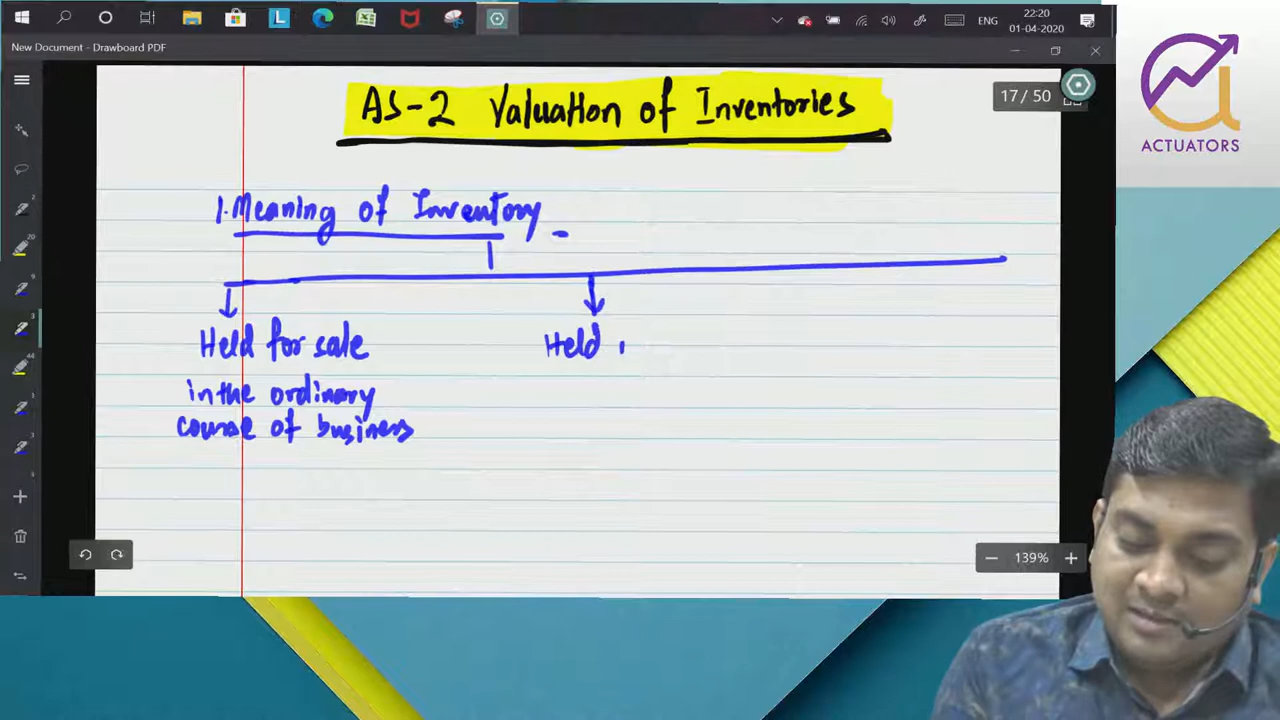 22:20
ENG
01-04-2020
New Document - Drawboard PDF
AS-2 Valuation of Inventories
17 / 50
ACTUATORS
1. Meaning of Inventory -
Held for sale
in the ordinary
course of business
Held
139%